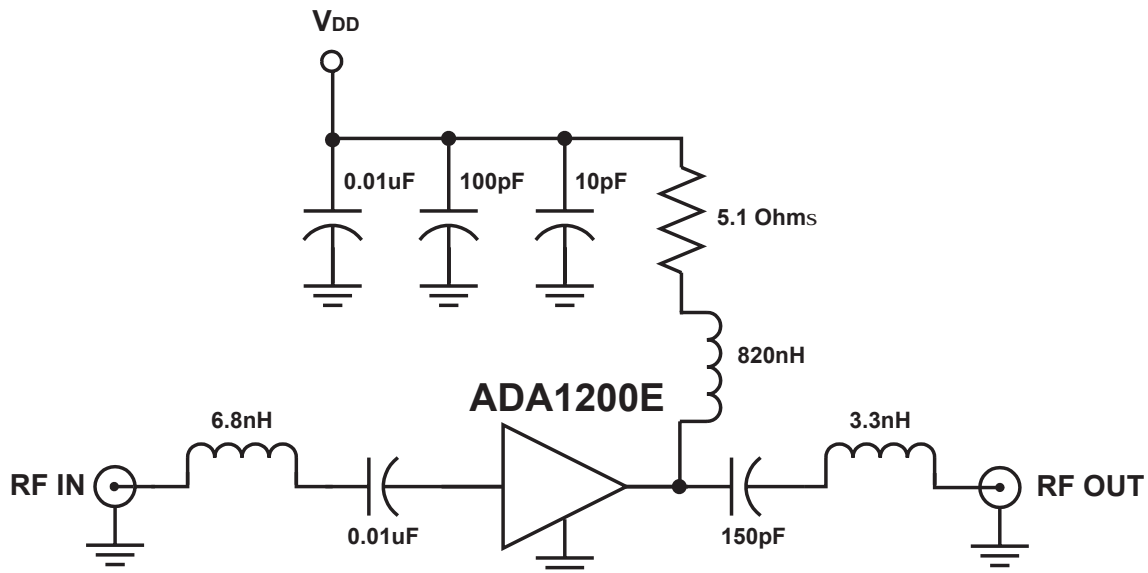 VDD
0.01uF
100pF
10pF
5.1 Ohms
820nH
ADA1200E
6.8nH
3.3nH
RF IN
RF OUT
0.01uF
150pF